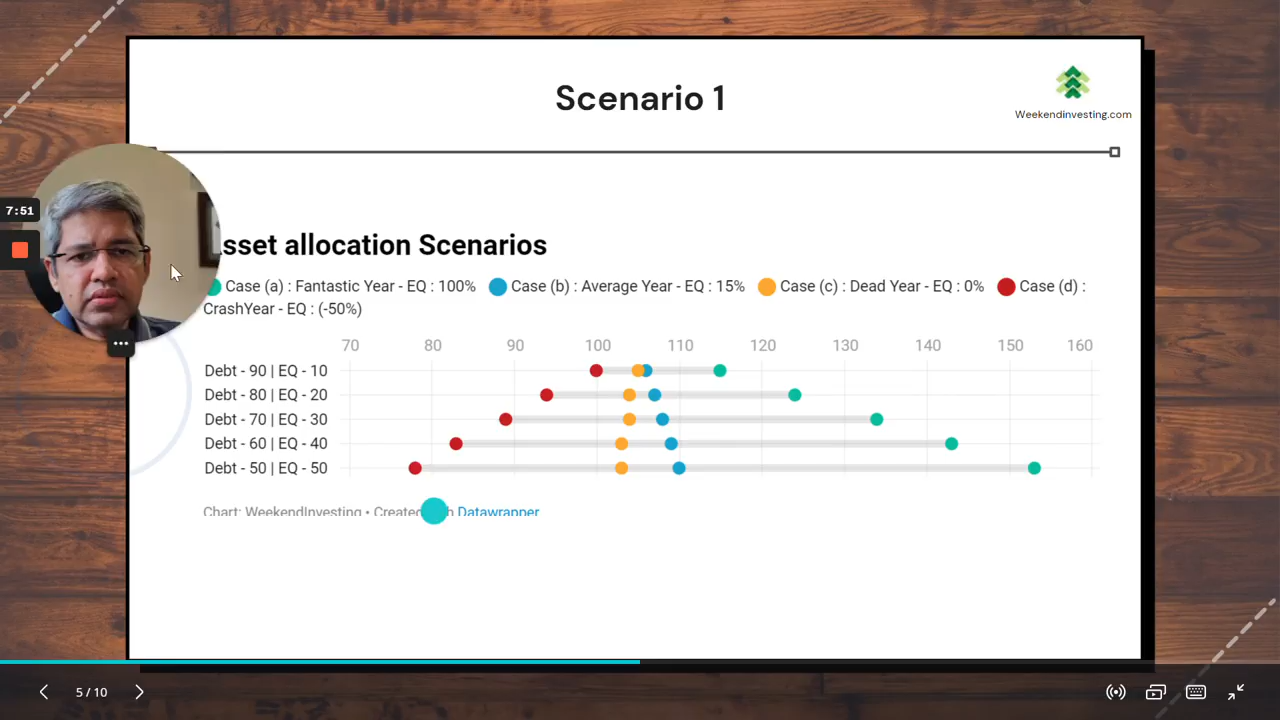 Scenario 1
Weekendinvesting.com
7:51
sset allocation Scenarios
Case (a) : Fantastic Year - EQ : 100% Case (b) : Average Year - EQ : 15% Case (c) : Dead Year - EQ : 0% Case (d) :
CrashYear - EQ : (-50%)
70 80 90 100 110 120 130 140 150 160
Debt - 90 | EQ - 10
Debt - 80 | EQ - 20
Debt - 70 | EQ - 30
Debt - 60 | EQ - 40
Debt - 50 | EQ - 50
Chart: WeekendInvesting • Created h Datawrapper
5 / 10